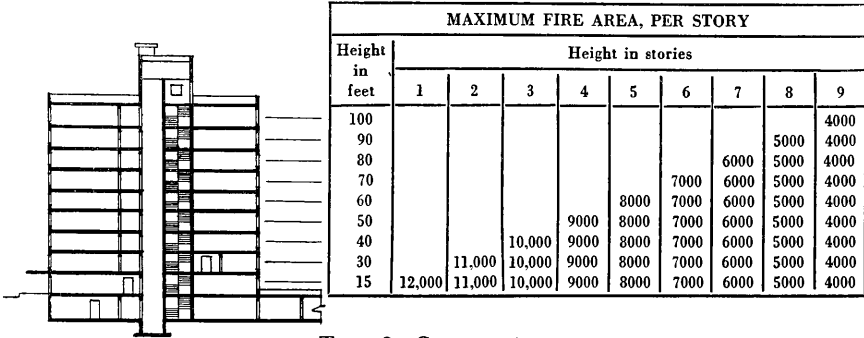 MAXIMUM FIRE AREA, PER STORY
Height in feet Height in stories
1 2 3 4 5 6 7 8 9
100 4000
90 5000 4000
80 6000 5000 4000
70 7000 6000 5000 4000
60 8000 7000 6000 5000 4000
50 9000 8000 7000 6000 5000 4000
40 10,000 9000 8000 7000 6000 5000 4000
30 11,000 10,000 9000 8000 7000 6000 5000 4000
15 12,000 11,000 10,000 9000 8000 7000 6000 5000 4000